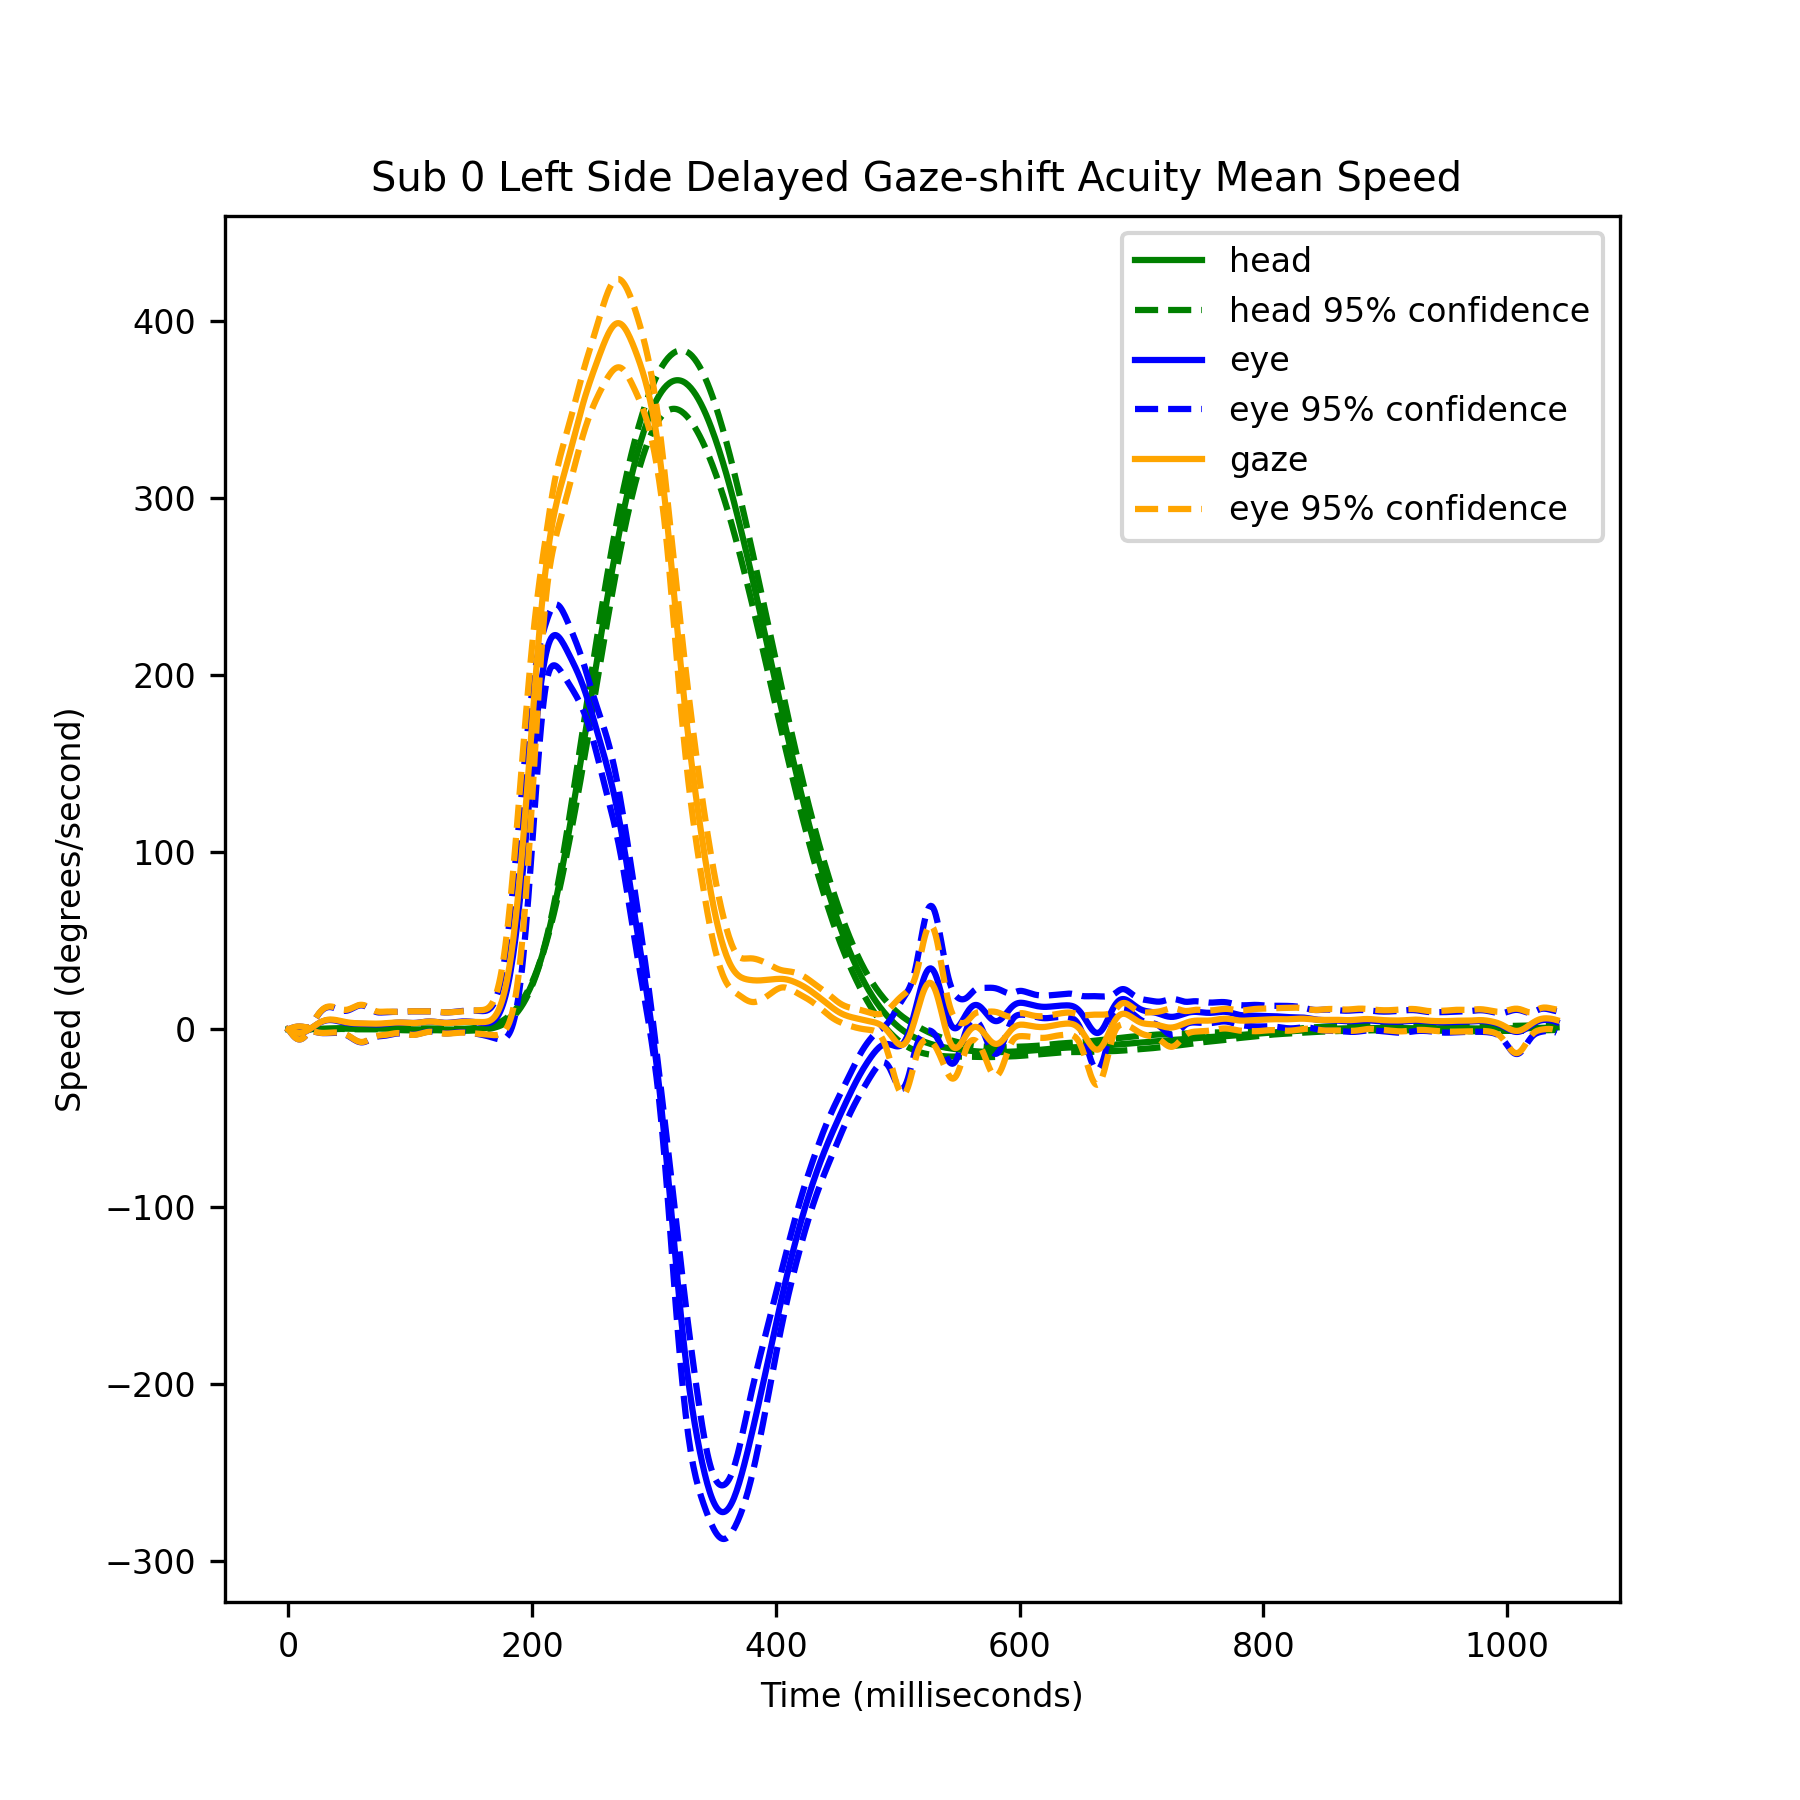 Sub 0 Left Side Delayed Gaze-shift Acuity Mean Speed
head
head 95% confidence
eye
eye 95% confidence
gaze
eye 95% confidence
400
300
200
100
0
−100
−200
−300
Speed (degrees/second)
0 200 400 600 800 1000
Time (milliseconds)